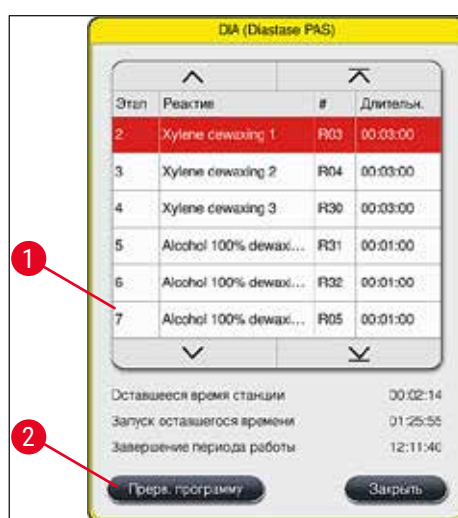 DIA (Diastase PAS)
Этап Реактив # Длительн.
2 Xylene dewaxing 1 R03 00:03:00
3 Xylene dewaxing 2 R04 00:03:00
4 Xylene dewaxing 3 R30 00:03:00
5 Alcohol 100% dewaxi... R31 00:01:00
6 Alcohol 100% dewaxi... R32 00:01:00
1
7 Alcohol 100% dewaxi... R05 00:01:00
Оставшееся время станции 00:02:14
Запуск оставшегося времени 01:25:55
2
Завершение периода работы 12:11:40
Прерв. программу Закрыть